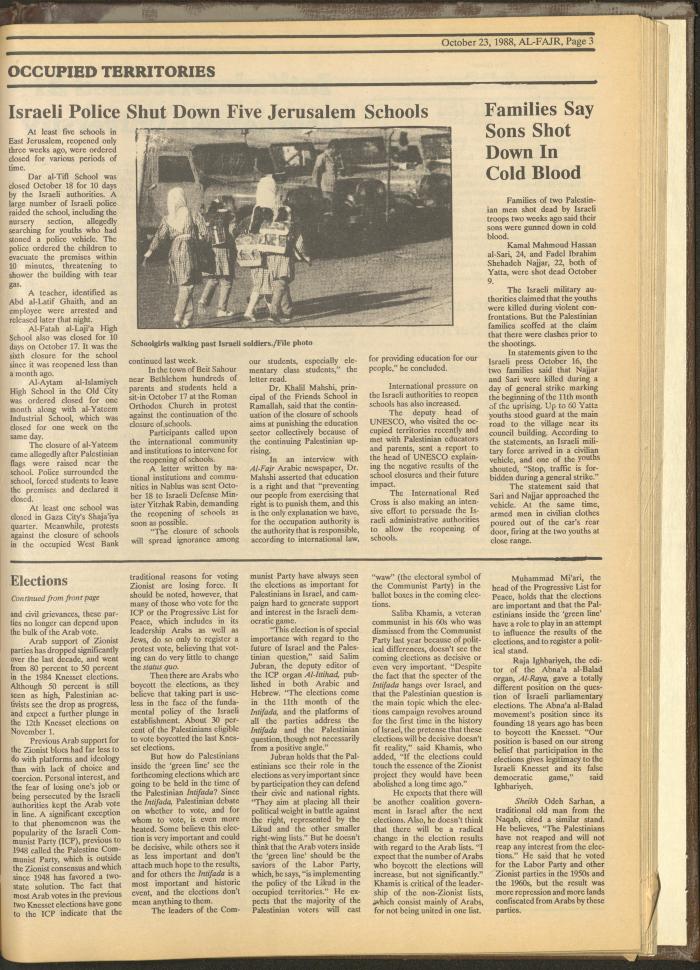 October 23, 1988, AL-FAJR, Page 3
OCCUPIED TERRITORIES
Israeli Police Shut Down Five Jerusalem Schools
At least five schools in
East Jerusalem, reopened only
three weeks ago, were ordered
closed for various periods of
time.
Dar al-Tifl School was
closed October 18 for 10 days
by the Israeli authorities. A
large number of Israeli police
raided the school, including the
nursery section, allegedly
searching for youths who had
stoned a police vehicle. The
police ordered the children to
evacuate the premises within
10 minutes, threatening to
shower the building with tear
gas.
A teacher, identified as
Abd al-Latif Ghaith, and an
employee were arrested and
released later that night.
Al-Fatah al-Laji'a High
School also was closed for 10
days on October 17. It was the
sixth closure for the school
since it was reopened less than
a month ago.
Al-Aytam al-Islamiyeh
High School in the Old City
was ordered closed for one
month along with al-Yateem
Industrial School, which was
closed for one week on the
same day.
The closure of al-Yateem
came allegedly after Palestinian
flags were raised near the
school. Police surrounded the
school, forced students to leave
the premises and declared it
closed.
At least one school was
closed in Gaza City's Shaja'iya
quarter. Meanwhile, protests
against the closure of schools
in the occupied West Bank
Schoolgirls walking past Israeli soldiers./File photo
continued last week.
In the town of Beit Sahour
near Bethlehem hundreds of
parents and students held a
sit-in October 17 at the Roman
Orthodox Church in protest
against the continuation of the
closure of schools.
Participants called upon
the international community
and institutions to intervene for
the reopening of schools.
A letter written by na-
tional institutions and commu-
nities in Nablus was sent Octo-
ber 18 to Israeli Defense Min-
ister Yitzhak Rabin, demanding
the reopening of schools as
soon as possible.
"The closure of schools
will spread ignorance among
our students, especially ele-
mentary class students," the
letter read.
Dr. Khalil Mahshi, prin-
cipal of the Friends School in
Ramallah, said that the contin-
uation of the closure of schools
aims at punishing the education
sector collectively because of
the continuing Palestinian up-
rising.
In an interview with
Al-Fajr Arabic newspaper, Dr.
Mahshi asserted that education
is a right and that "preventing
our people from exercising that
right is to punish them, and this
is the only explanation we have,
for the occupation authority is
the authority that is responsible,
according to international law,
for providing education for our
people," he concluded.
International pressure on
the Israeli authorities to reopen
schools has also increased.
The deputy head of
UNESCO, who visited the oc-
cupied territories recently and
met with Palestinian educators
and parents, sent a report to
the head of UNESCO explain-
ing the negative results of the
school closures and their future
impact.
The International Red
Cross is also making an inten-
sive effort to persuade the Is-
raeli administrative authorities
to allow the reopening of
schools.
Families Say
Sons Shot
Down In
Cold Blood
Families of two Palestin-
ian men shot dead by Israeli
troops two weeks ago said their
sons were gunned down in cold
blood.
Kamal Mahmoud Hassan
al-Sari, 24, and Fadel Ibrahim
Shehadeh Najjar, 22, both of
Yatta, were shot dead October
9.
The Israeli military au-
thorities claimed that the youths
were killed during violent con-
frontations. But the Palestinian
families scoffed at the claim
that there were clashes prior to
the shootings.
In statements given to the
Israeli press October 16, the
two families said that Najjar
and Sari were killed during a
day of general strike marking
the beginning of the 11th month
of the uprising. Up to 60 Yatta
youths stood guard at the main
road to the village near its
council building. According to
the statements, an Israeli mili-
tary force arrived in a civilian
vehicle, and one of the youths
shouted, "Stop, traffic is for-
bidden during a general strike."
The statement said that
Sari and Najjar approached the
vehicle. At the same time,
armed men in civilian clothes
poured out of the car's rear
door, firing at the two youths at
close range.
Elections
Continued from front page
and civil grievances, these par-
ties no longer can depend upon
the bulk of the Arab vote.
Arab support of Zionist
parties has dropped significantly
over the last decade, and went
from 80 percent to 50 percent
in the 1984 Knesset elections.
Although 50 percent is still
seen as high, Palestinian ac-
tivists see the drop as progress,
and expect a further plunge in
the 12th Knesset elections on
November 1.
Previous Arab support for
the Zionist blocs had far less to
do with platforms and ideology
than with lack of choice and
coercion. Personal interest, and
the fear of losing one's job or
being persecuted by the Israeli
authorities kept the Arab vote
in line. A significant exception
to that phenomenon was the
popularity of the Israeli Com-
munist Party (ICP), previous to
1948 called the Palestine Com-
munist Party, which is outside
the Zionist consensus and which
since 1948 has favored a two-
state solution. The fact that
most Arab votes in the previous
two Knesset elections have gone
to the ICP indicate that the
traditional reasons for voting
Zionist are losing force. It
should be noted, however, that
many of those who vote for the
ICP or the Progressive List for
Peace, which includes in its
leadership Arabs as well as
Jews, do so only to register a
protest vote, believing that vot-
ing can do very little to change
the status quo.
Then there are Arabs who
boycott the elections, as they
believe that taking part is use-
less in the face of the funda-
mental policy of the Israeli
establishment. About 30 per-
cent of the Palestinians eligible
to vote boycotted the last Knes-
set elections.
But how do Palestinians
inside the 'green line' see the
forthcoming elections which are
going to be held in the time of
the Palestinian Intifada? Since
the Intifada, Palestinian debate
on whether to vote, and for
whom to vote, is even more
heated. Some believe this elec-
tion is very important and could
be decisive, while others see it
as less important and don't
attach much hope to the results,
and for others the Intifada is a
most important and historic
event, and the elections don't
mean anything to them.
The leaders of the Com-
munist Party have always seen
the elections as important for
Palestinians in Israel, and cam-
paign hard to generate support
and interest in the Israeli dem-
ocratic game.
"This election is of special
importance with regard to the
future of Israel and the Pales-
tinian question," said Salim
Jubran, the deputy editor of
the ICP organ Al-Ittihad, pub-
lished in both Arabic and
Hebrew. "The elections come
in the 11th month of the
Intifada, and the platforms of
all the parties address the
Intifada and the Palestinian
question, though not necessarily
from a positive angle."
Jubran holds that the Pal-
estinians see their role in the
elections as very important since
by participation they can defend
their civic and national rights.
"They aim at placing all their
political weight in battle against
the right, represented by the
Likud and the other smaller
right-wing lists." But he doesn't
think that the Arab voters inside
the 'green line' should be the
saviors of the Labor Party,
which, he says, "is implementing
the policy of the Likud in the
occupied territories." He ex-
pects that the majority of the
Palestinian voters will cast
"waw" (the electoral symbol of
the Communist Party) in the
ballot boxes in the coming elec-
tions.
Saliba Khamis, a veteran
communist in his 60s who was
dismissed from the Communist
Party last year because of polit-
ical differences, doesn't see the
coming elections as decisive or
even very important. "Despite
the fact that the specter of the
Intifada hangs over Israel, and
that the Palestinian question is
the main topic which the elec-
tion campaign revolves around
for the first time in the history
of Israel, the pretense that these
elections will be decisive doesn't
fit reality," said Khamis, who
added, "If the elections could
touch the essence of the Zionist
project they would have been
abolished a long time ago."
He expects that there will
be another coalition govern-
ment in Israel after the next
elections. Also, he doesn't think
that there will be a radical
change in the election results
with regard to the Arab lists. "I
expect that the number of Arabs
who boycott the elections will
increase, but not significantly."
Khamis is critical of the leader-
ship of the non-Zionist lists,
which consist mainly of Arabs,
for not being united in one list.
Muhammad Mi'ari, the
head of the Progressive List for
Peace, holds that the elections
are important and that the Pal-
estinians inside the 'green line'
have a role to play in an attempt
to influence the results of the
elections, and to register a polit-
ical stand.
Raja Ighbariyeh, the edi-
tor of the Abna'a al-Balad
organ, Al-Raya, gave a totally
different position on the ques-
tion of Israeli parliamentary
elections. The Abna'a al-Balad
movement's position since its
founding 18 years ago has been
to boycott the Knesset. "Our
position is based on our strong
belief that participation in the
elections gives legitimacy to the
Israeli Knesset and its false
democratic game," said
Ighbariyeh.
Sheikh Odeh Sarhan, a
traditional old man from the
Naqab, cited a similar stand.
He believes, "The Palestinians
have not reaped and will not
reap any interest from the elec-
tions," He said that he voted
for the Labor Party and other
Zionist parties in the 1950s and
the 1960s, but the result was
more repression and more lands
confiscated from Arabs by these
parties.